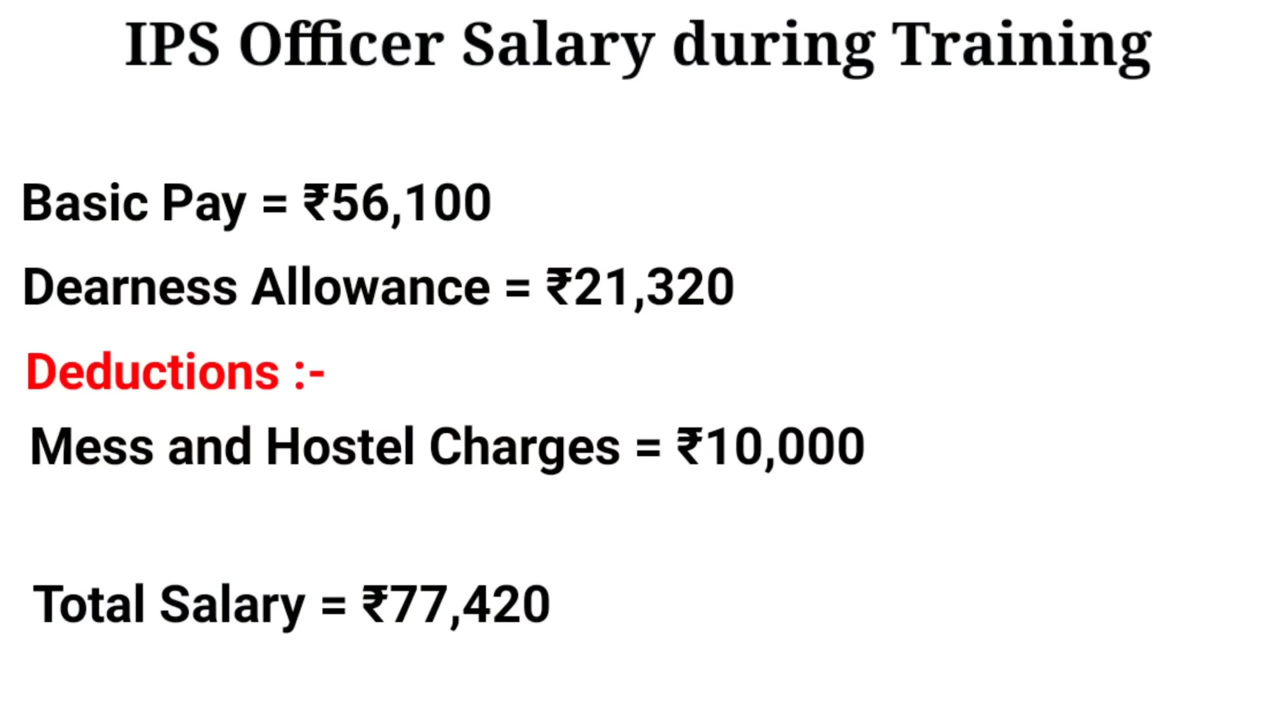 IPS Officer Salary during Training
Basic Pay = ₹56,100
Dearness Allowance = ₹21,320
Deductions :-
Mess and Hostel Charges = ₹10,000
Total Salary = ₹77,420